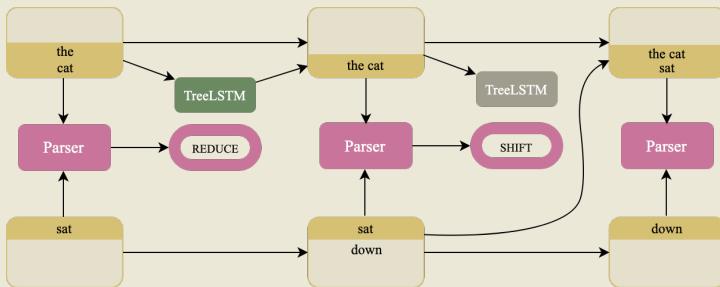 the
cat
the cat
the cat
sat
TreeLSTM
TreeLSTM
Parser
REDUCE
Parser
SHIFT
Parser
sat
sat
down
down